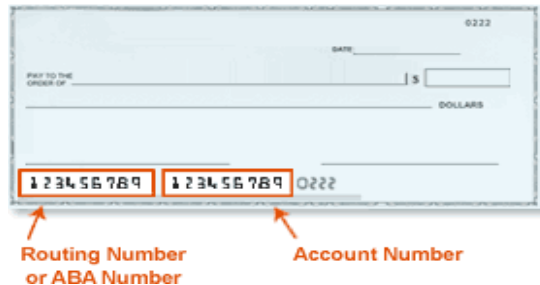 0222
DATE
PAY TO THE
ORDER OF
$
DOLLARS
123456789 123456789 0222
Routing Number
or ABA Number
Account Number